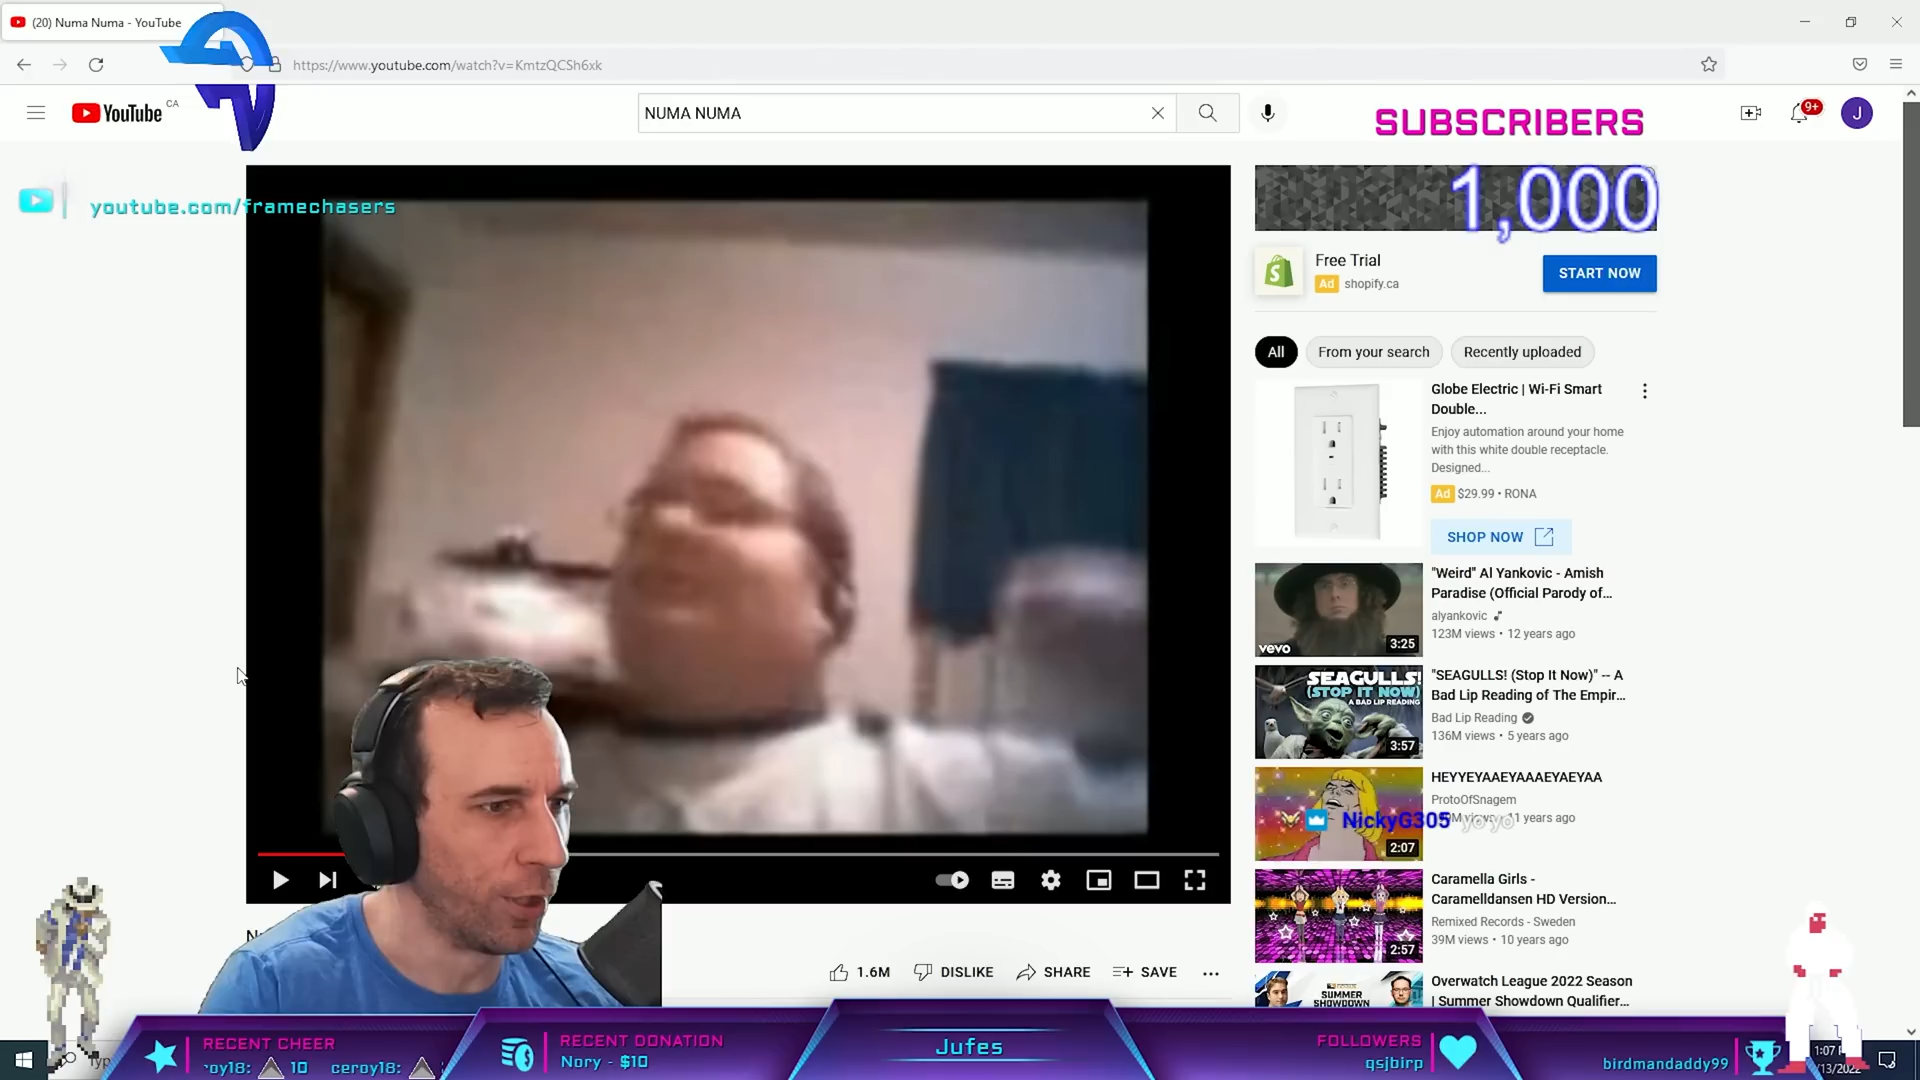 (20) Numa Numa - YouTube
https://www.youtube.com/watch?v=KmtzQCSh6xk
YouTube CA
NUMA NUMA
SUBSCRIBERS
9+
J
1,000
youtube.com/framechasers
Free Trial
Ad shopify.ca
START NOW
All
From your search
Recently uploaded
Globe Electric | Wi-Fi Smart
Double...
Enjoy automation around your home
with this white double receptacle.
Designed...
Ad $29.99 • RONA
SHOP NOW
"Weird" Al Yankovic - Amish
Paradise (Official Parody of...
alyankovic
123M views • 12 years ago
vevo
3:25
"SEAGULLS! (Stop It Now)" -- A
Bad Lip Reading of The Empir...
Bad Lip Reading
136M views • 5 years ago
SEAGULLS!
(STOP IT NOW)
A BAD LIP READING
3:57
HEYYEYAAEYAAAEYAEYAA
ProtoOfSnagem
11 years ago
NickyG305 yo yo
2:07
Caramella Girls -
Caramelldansen HD Version...
Remixed Records - Sweden
39M views • 10 years ago
2:57
Overwatch League 2022 Season
| Summer Showdown Qualifier...
SUMMER
SHOWDOWN
1.6M
DISLIKE
SHARE
SAVE
RECENT CHEER
oy18: 10 ceroy18:
RECENT DONATION
Nory - $10
Jufes
FOLLOWERS
qsjbirp
birdmandaddy99
1:07
/13/2022